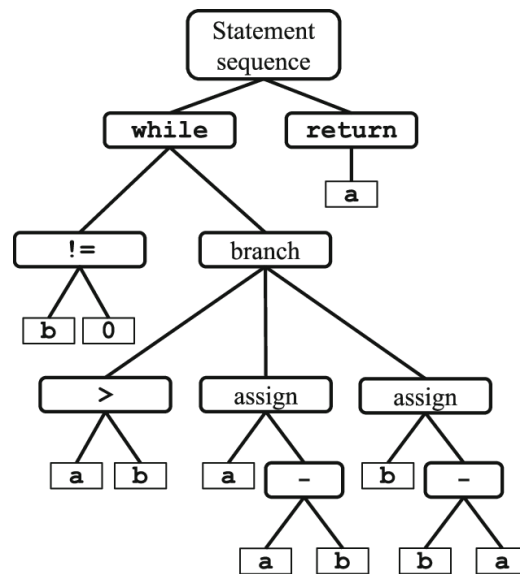 Statement
sequence
while
return
a
!=
branch
b
0
>
assign
assign
a
b
a
-
b
-
a
b
b
a